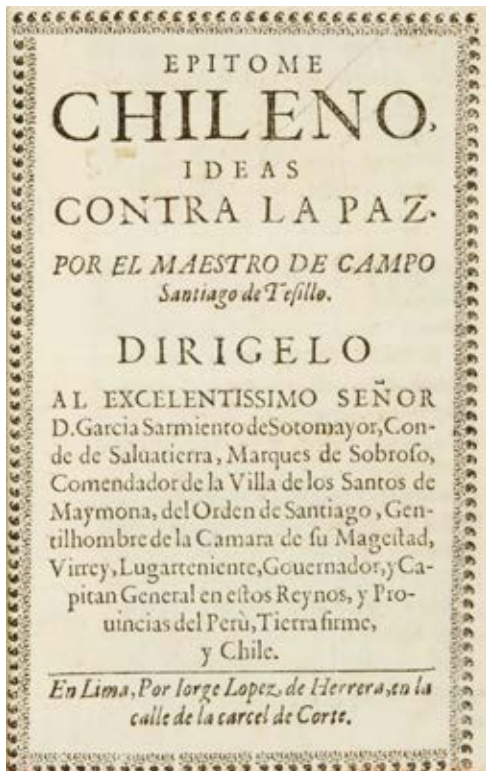 EPITOME
CHILENO,
IDEAS
CONTRA LA PAZ.
POR EL MAESTRO DE CAMPO
Santiago de Teſillo.
DIRIGELO
AL EXCELENTISSIMO SEÑOR
D.Garcia Sarmiento deSotomayor,Con-
de de Saluatierra, Marques de Sobroſo,
Comendador de la Villa de los Santos de
Maymona, del Orden de Santiago, Gen-
tilhombre de la Camara de ſu Mageſtad,
Virrey, Lugarteniente,Gouernador,y Ca-
pitan General en eſtos Reynos, y Pro-
uincias del Perù,Tierra firme,
y Chile.
En Lima, Por Iorge Lopez de Herrera, en la
calle de la carcel de Corte.